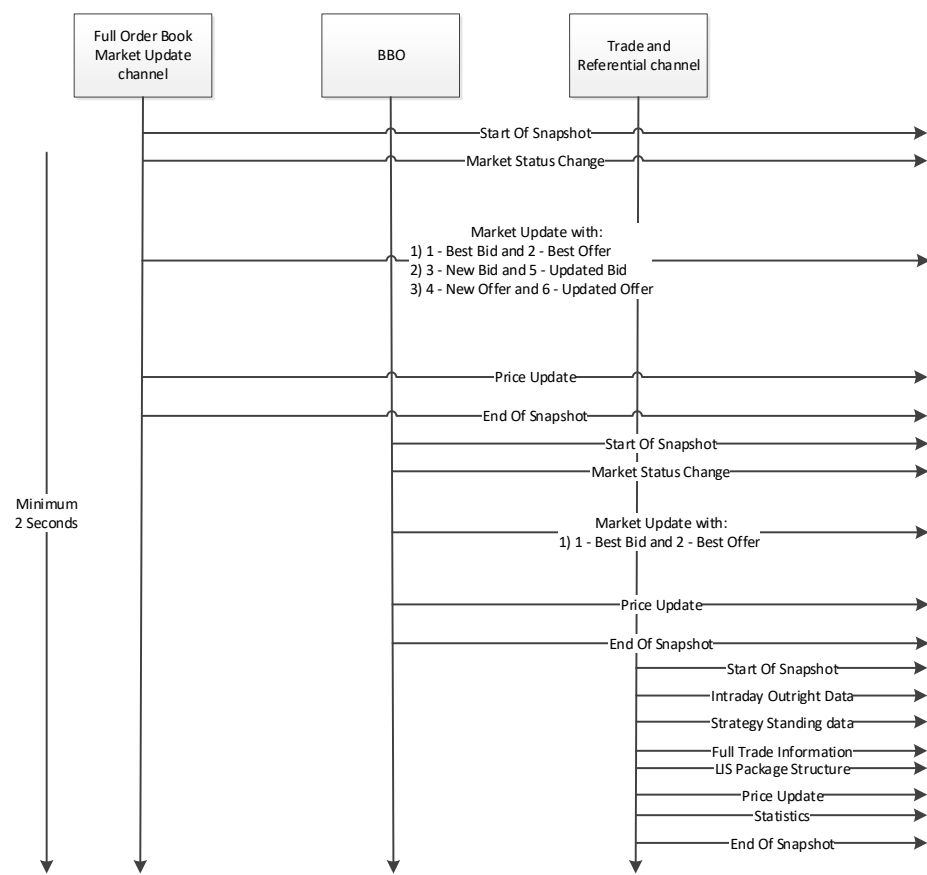 Full Order Book
Market Update
channel
BBO
Trade and
Referential channel
Start Of Snapshot
Market Status Change
Market Update with:
1) 1 - Best Bid and 2 - Best Offer
2) 3 - New Bid and 5 - Updated Bid
3) 4 - New Offer and 6 - Updated Offer
Price Update
End Of Snapshot
Start Of Snapshot
Market Status Change
Minimum
2 Seconds
Market Update with:
1) 1 - Best Bid and 2 - Best Offer
Price Update
End Of Snapshot
Start Of Snapshot
Intraday Outright Data
Strategy Standing data
Full Trade Information
LIS Package Structure
Price Update
Statistics
End Of Snapshot